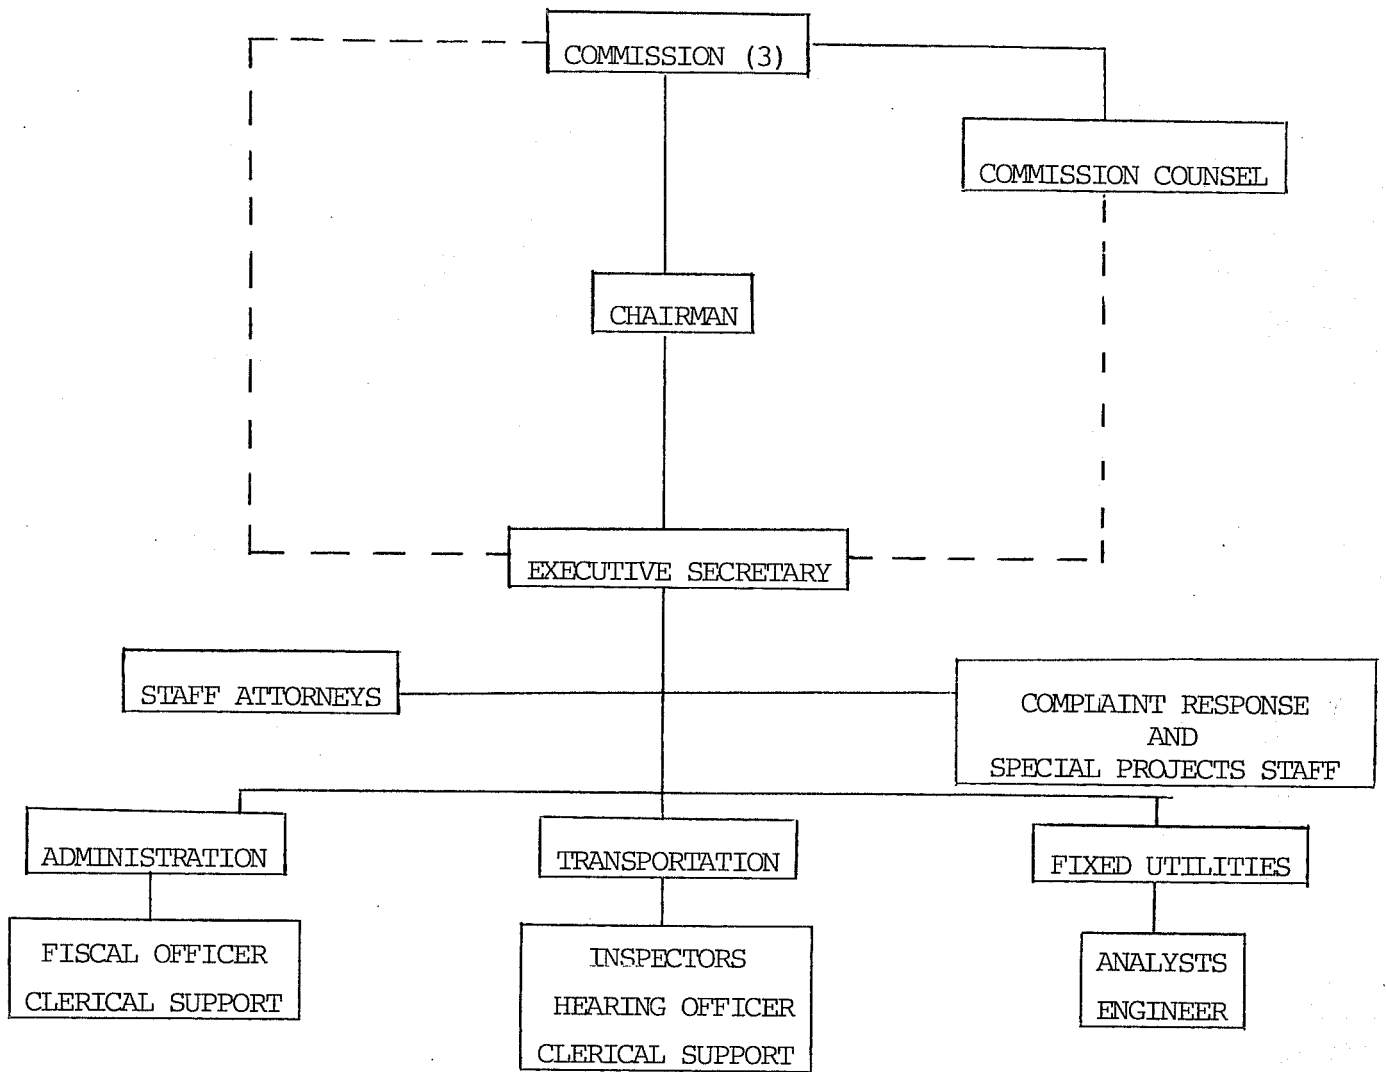 COMMISSION (3)
COMMISSION COUNSEL
CHAIRMAN
EXECUTIVE SECRETARY
STAFF ATTORNEYS
COMPLAINT RESPONSE
AND
SPECIAL PROJECTS STAFF
ADMINISTRATION
TRANSPORTATION
FIXED UTILITIES
FISCAL OFFICER
CLERICAL SUPPORT
INSPECTORS
HEARING OFFICER
CLERICAL SUPPORT
ANALYSTS
ENGINEER